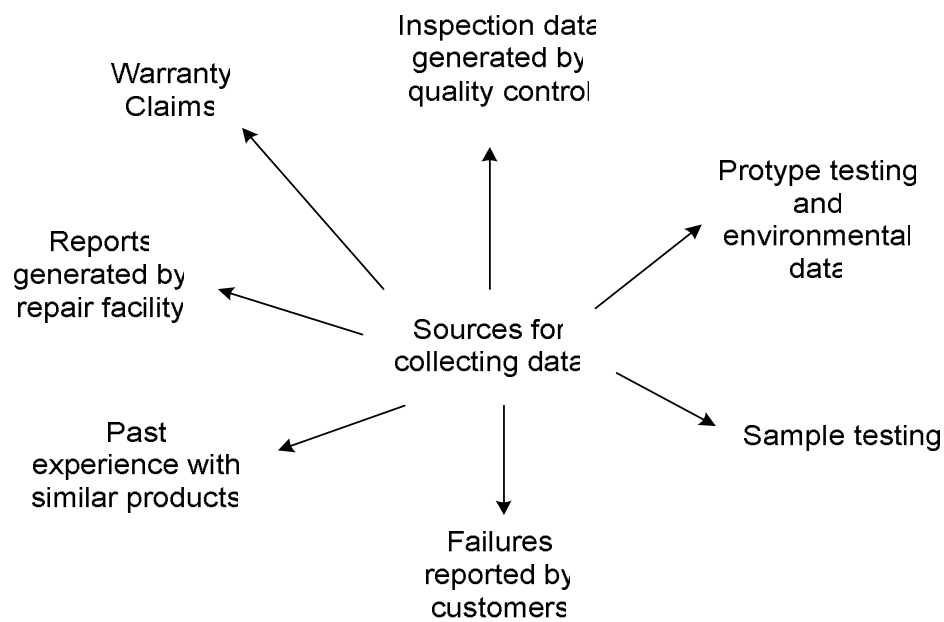 Inspection data
generated by
quality control
Warranty
Claims
Protype testing
and
environmental
data
Reports
generated by
repair facility
Sources for
collecting data
Past
experience with
similar products
Sample testing
Failures
reported by
customers